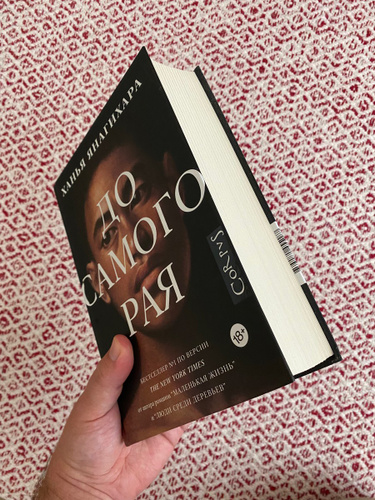 ХАНЬЯ ЯНАГИХАРА
ДО
САМОГО
РАЯ
CORPVS
18+
БЕСТСЕЛЛЕР №1 ПО ВЕРСИИ
THE NEW YORK TIMES
от автора романов "МАЛЕНЬКАЯ ЖИЗНЬ"
и "ЛЮДИ СРЕДИ ДЕРЕВЬЕВ"